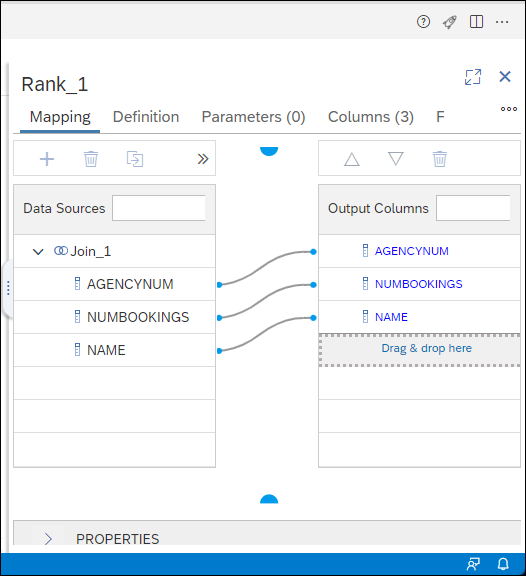 Rank_1
Mapping Definition Parameters (0) Columns (3) F
Data Sources
Output Columns
Join_1
AGENCYNUM
NUMBOOKINGS
NAME
AGENCYNUM
NUMBOOKINGS
NAME
Drag & drop here
PROPERTIES